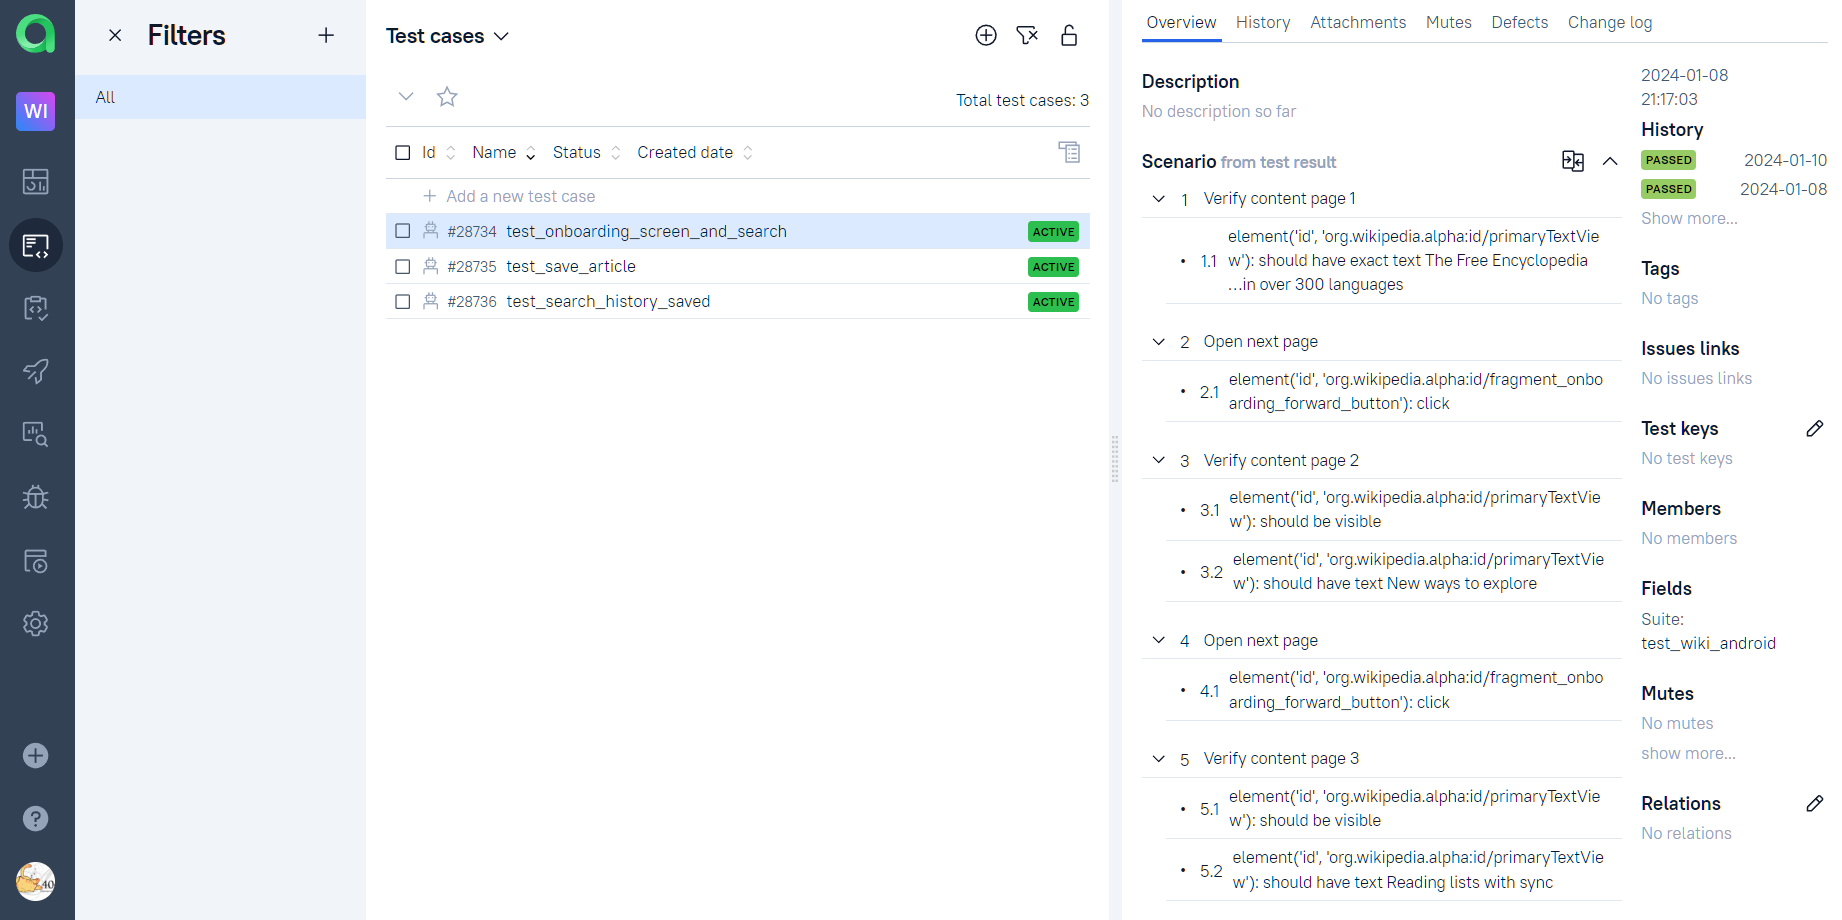 WI
40
Filters
All
Test cases
Total test cases: 3
Id Name Status Created date
Add a new test case
#28734 test_onboarding_screen_and_search ACTIVE
#28735 test_save_article ACTIVE
#28736 test_search_history_saved ACTIVE
Overview History Attachments Mutes Defects Change log
Description
No description so far
Scenario from test result
1 Verify content page 1
1.1 element('id', 'org.wikipedia.alpha:id/primaryTextVie
w'): should have exact text The Free Encyclopedia
…in over 300 languages
2 Open next page
2.1 element('id', 'org.wikipedia.alpha:id/fragment_onbo
arding_forward_button'): click
3 Verify content page 2
3.1 element('id', 'org.wikipedia.alpha:id/primaryTextVie
w'): should be visible
3.2 element('id', 'org.wikipedia.alpha:id/primaryTextVie
w'): should have text New ways to explore
4 Open next page
4.1 element('id', 'org.wikipedia.alpha:id/fragment_onbo
arding_forward_button'): click
5 Verify content page 3
5.1 element('id', 'org.wikipedia.alpha:id/primaryTextVie
w'): should be visible
5.2 element('id', 'org.wikipedia.alpha:id/primaryTextVie
w'): should have text Reading lists with sync
2024-01-08
21:17:03
History
PASSED 2024-01-10
PASSED 2024-01-08
Show more...
Tags
No tags
Issues links
No issues links
Test keys
No test keys
Members
No members
Fields
Suite:
test_wiki_android
Mutes
No mutes
show more...
Relations
No relations